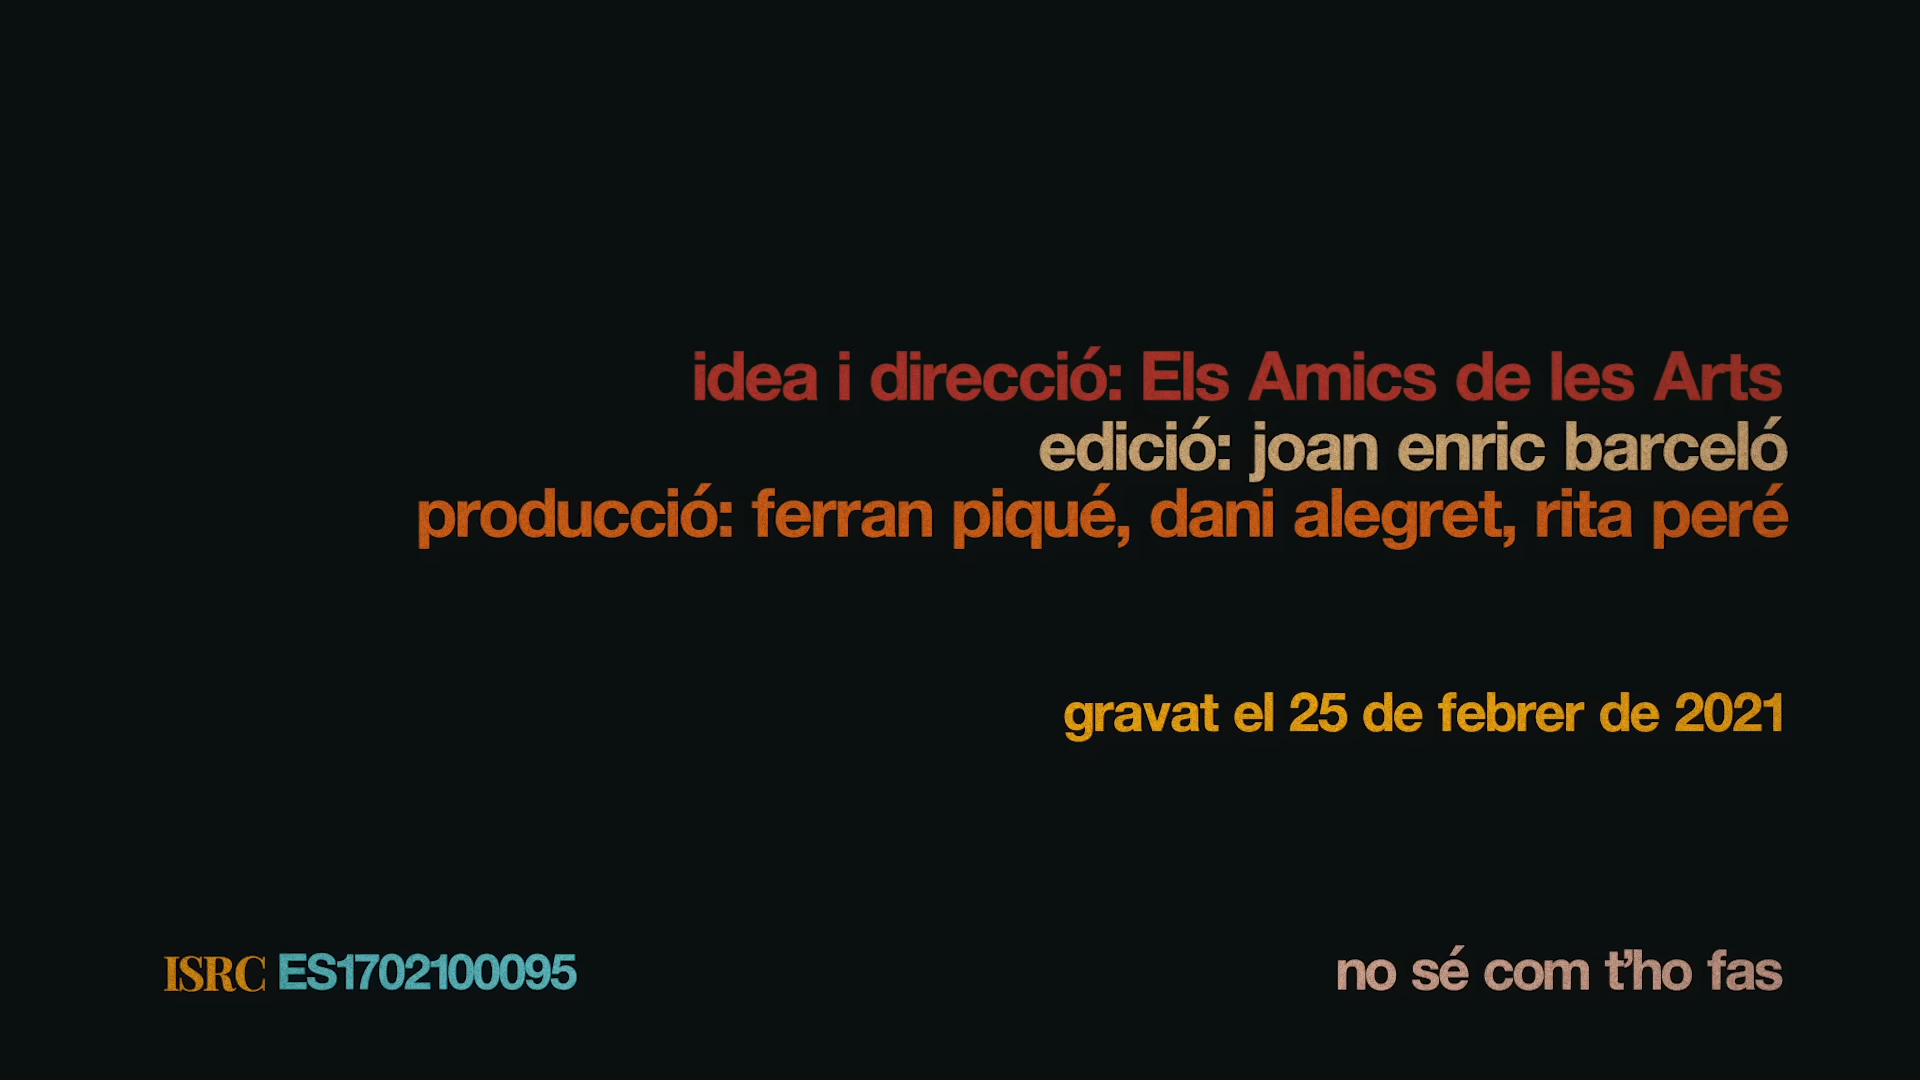 idea i direcció: Els Amics de les Arts
edició: joan enric barceló
producció: ferran piqué, dani alegret, rita peré
gravat el 25 de febrer de 2021
ISRC ES1702100095
no sé com t'ho fas